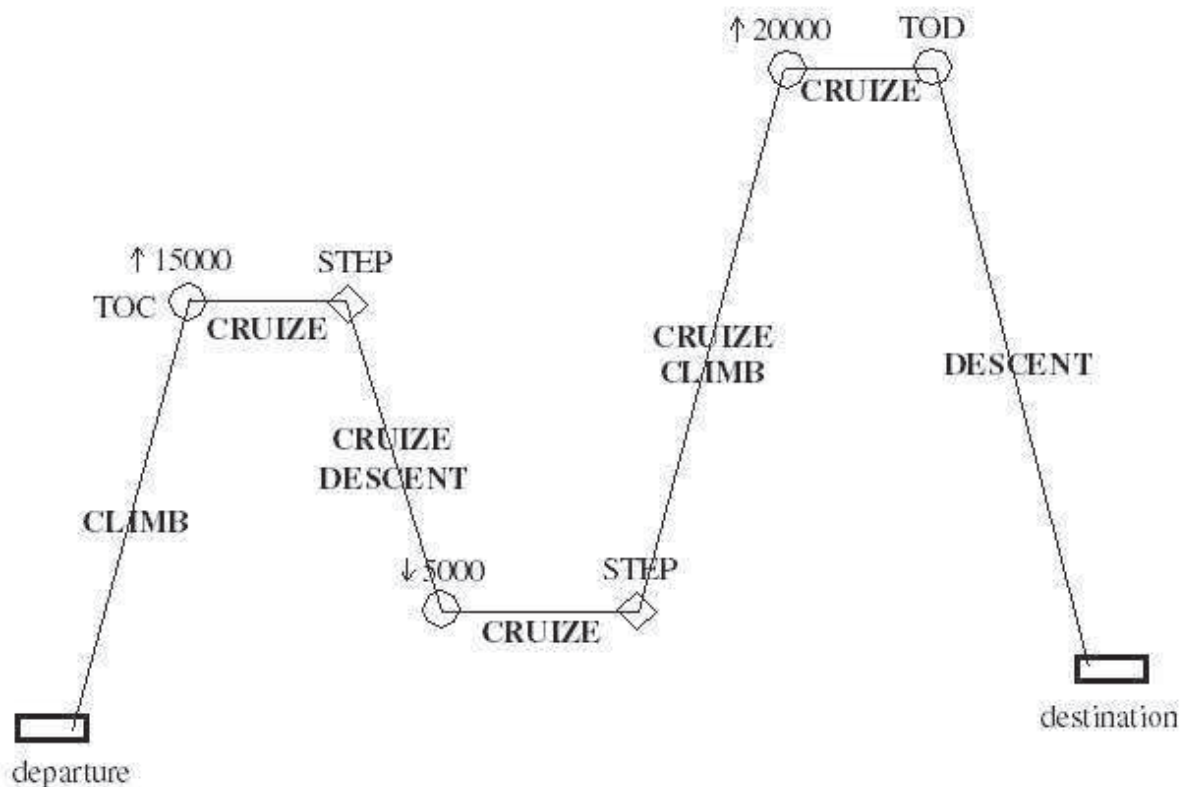 ↑ 20000 TOD
CRUIZE
↑ 15000 STEP
TOC
CRUIZE
CRUIZE
CLIMB
DESCENT
CRUIZE
DESCENT
CLIMB
↓ 5000 STEP
CRUIZE
destination
departure